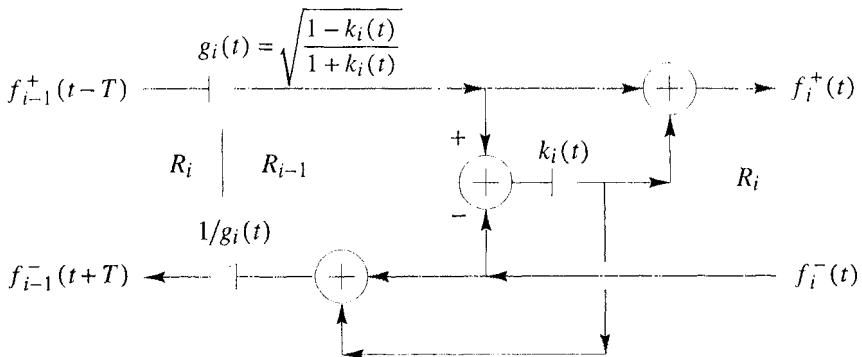 g_i(t) = √((1 − k_i(t))/(1 + k_i(t)))
f_{i−1}^+(t−T)
+
f_i^+(t)
+
k_i(t)
R_i
R_{i−1}
+
R_i
−
1/g_i(t)
f_{i−1}^−(t+T)
+
f_i^−(t)